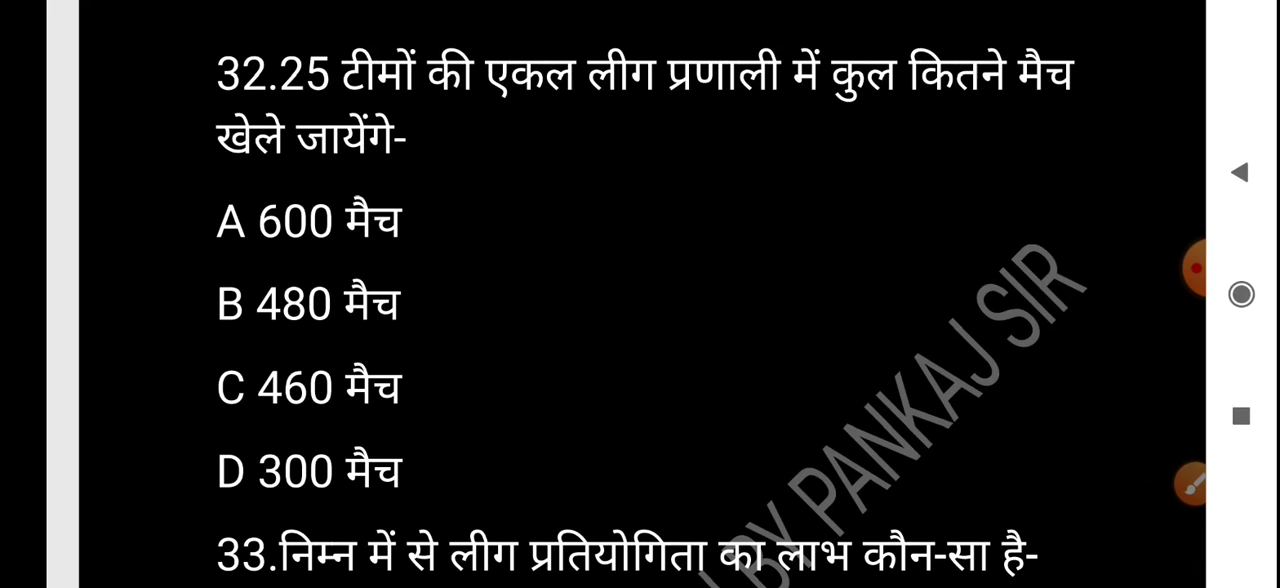 32.25 टीमों की एकल लीग प्रणाली में कुल कितने मैच
खेले जायेंगे-
A 600 मैच
B 480 मैच
C 460 मैच
D 300 मैच
33.निम्न में से लीग प्रतियोगिता का लाभ कौन-सा है-
BY PANKAJ SIR